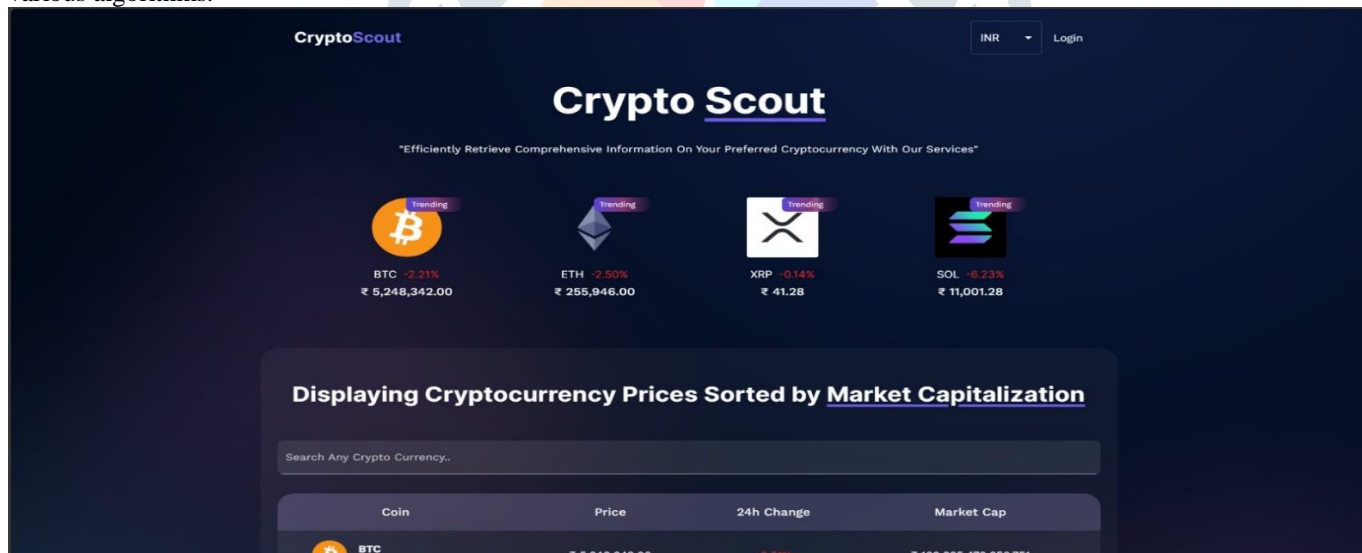 CryptoScout
INR
Login
Crypto Scout
"Efficiently Retrieve Comprehensive Information On Your Preferred Cryptocurrency With Our Services"
Trending Trending Trending Trending
BTC -2.21% ETH -2.50% XRP -0.14% SOL -6.23%
₹ 5,248,342.00 ₹ 255,946.00 ₹ 41.28 ₹ 11,001.28
Displaying Cryptocurrency Prices Sorted by Market Capitalization
Search Any Crypto Currency..
Coin Price 24h Change Market Cap
BTC